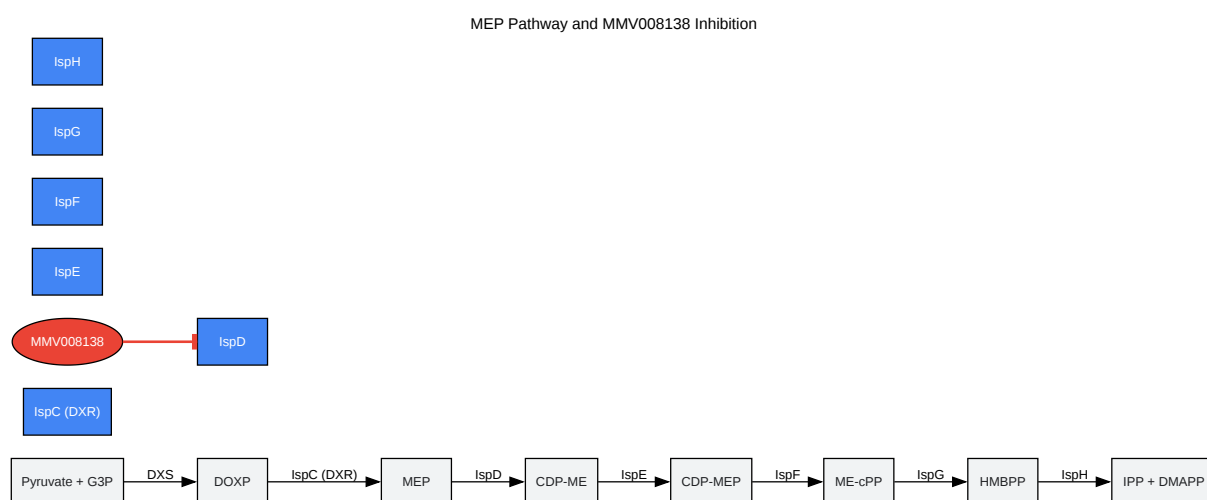 MEP Pathway and MMV008138 Inhibition
IspH
IspG
IspF
IspE
MMV008138
IspD
IspC (DXR)
Pyruvate + G3P
DXS
DOXP
IspC (DXR)
MEP
IspD
CDP-ME
IspE
CDP-MEP
IspF
ME-cPP
IspG
HMBPP
IspH
IPP + DMAPP